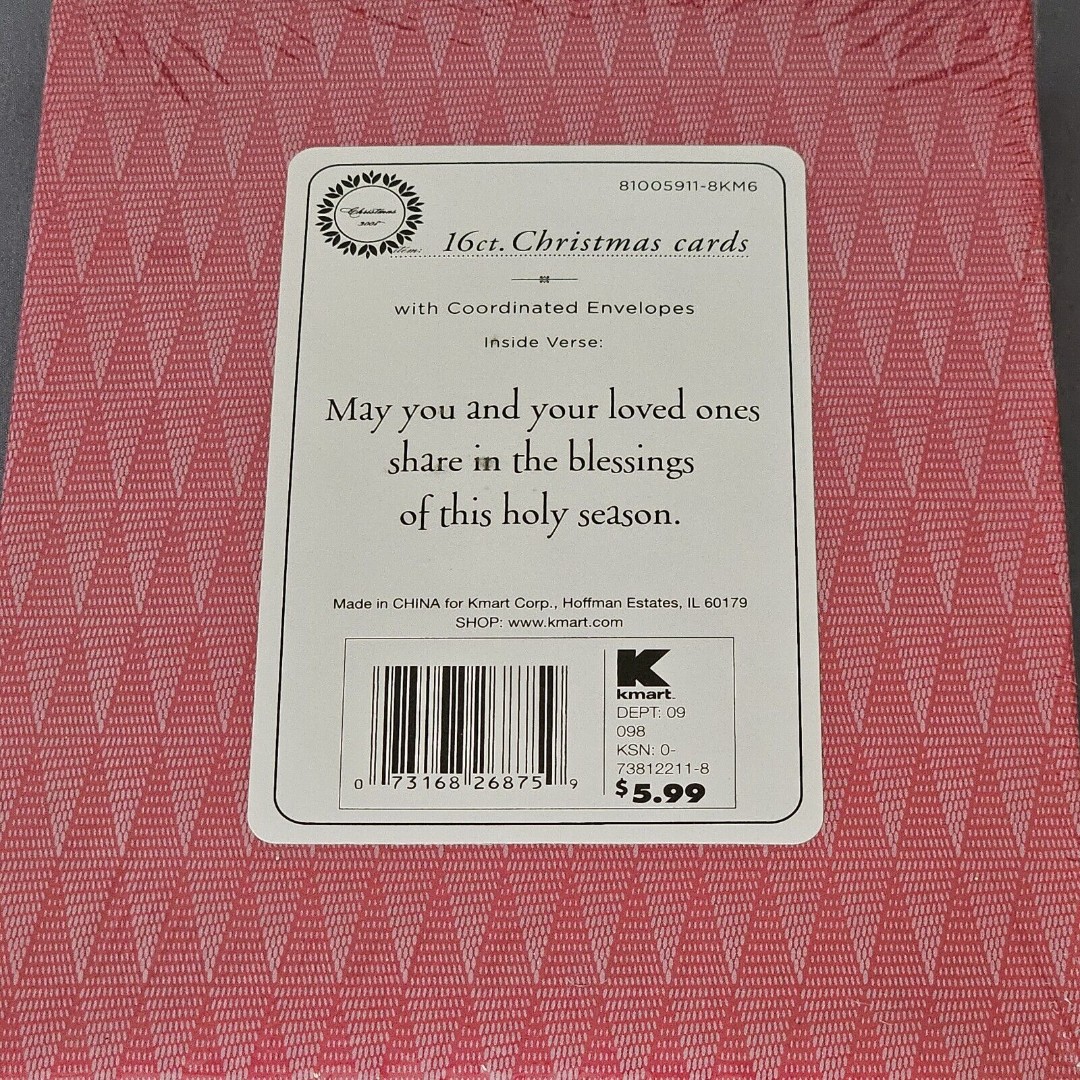 81005911-8KM6
Christmas
item:
16ct. Christmas cards
with Coordinated Envelopes
Inside Verse:
May you and your loved ones
share in the blessings
of this holy season.
Made in CHINA for Kmart Corp., Hoffman Estates, IL 60179
SHOP: www.kmart.com
K
kmart
DEPT: 09
098
KSN: 0-
73812211-8
$5.99
0 73168 26875 9